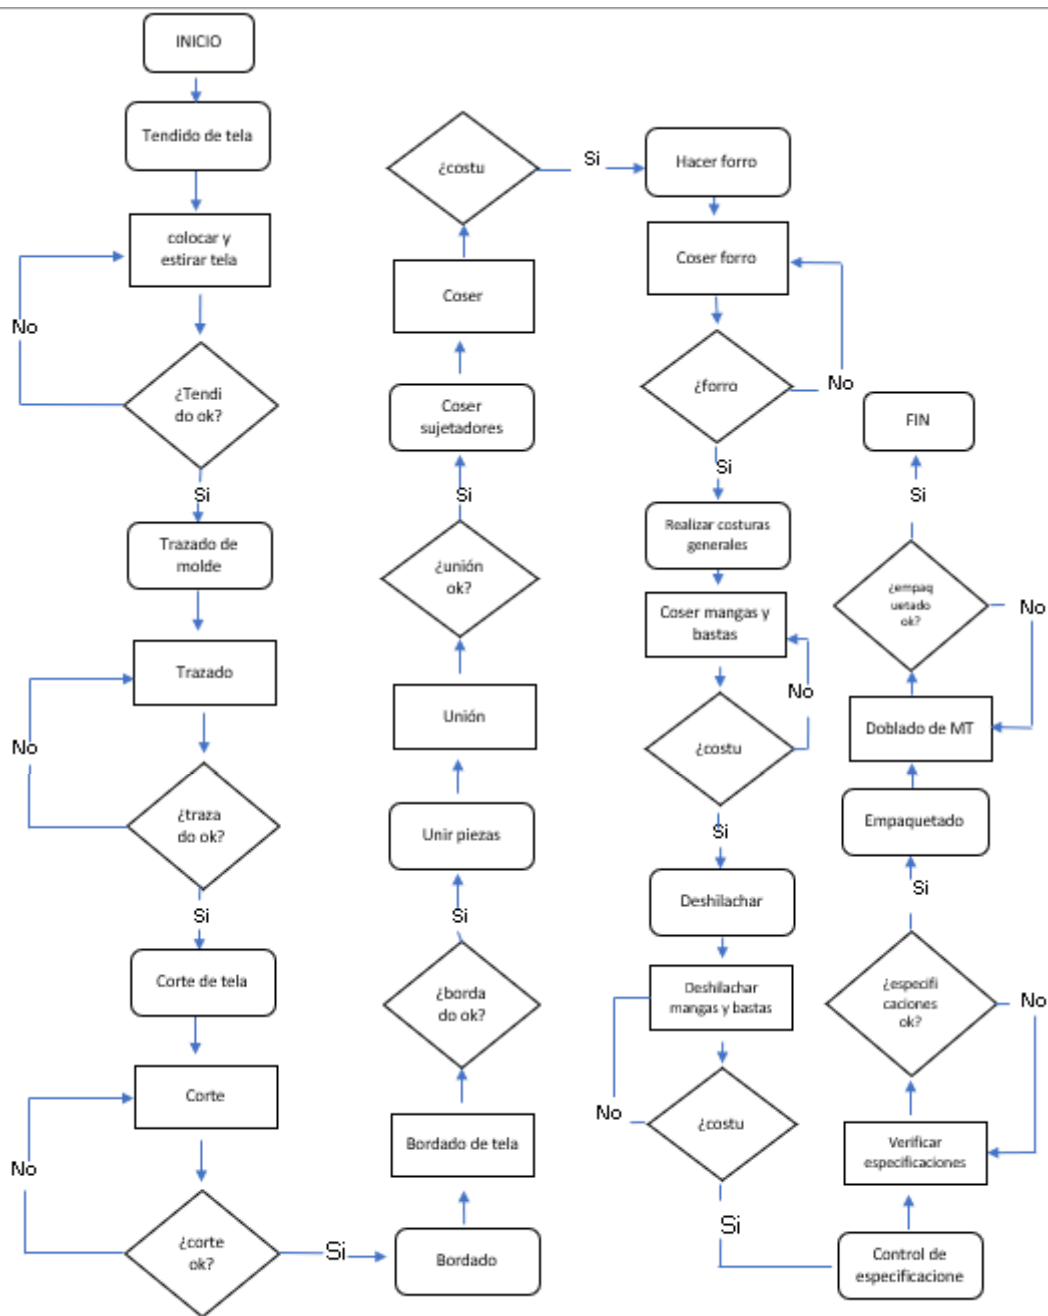 INICIO
Tendido de tela
colocar y
estirar tela
No
¿Tendi
do ok?
Si
Trazado de
molde
Trazado
No
¿traza
do ok?
Si
Corte de tela
Corte
No
¿corte
ok?
Si
Bordado
Bordado de tela
¿borda
do ok?
Si
Unir piezas
Unión
¿unión
ok?
Si
Coser
sujetadores
Coser
¿costu
Si
Hacer forro
Coser forro
¿forro
No
Si
Realizar costuras
generales
Coser mangas y
bastas
No
¿costu
Si
Deshilachar
Deshilachar
mangas y bastas
No
¿costu
Si
Control de
especificacione
Verificar
especificaciones
¿especifi
caciones
ok?
No
Si
Empaquetado
Doblado de MT
¿empaq
uetado
ok?
No
Si
FIN